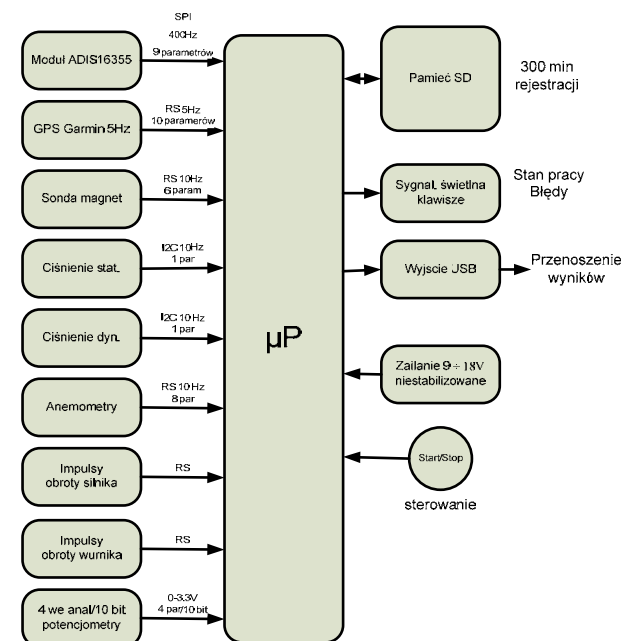 SPI
400Hz
9 parametrów
Moduł ADIS16355
RS 5Hz
10 paramerów
GPS Garmin 5Hz
RS 10Hz
6 param
Sonda magnet
I2C 10Hz
1 par
Ciśnienie stat.
I2C 10Hz
1 par
Ciśnienie dyn.
RS 10Hz
8 par
Anemometry
Impulsy
obroty silnika
RS
Impulsy
obroty wurnika
RS
4 we anal/10 bit
potencjometry
0-3.3V
4 par/10 bit
µP
Pamieć SD
300 min
rejestracji
Sygnal. świetlna
klawisze
Stan pracy
Błędy
Wyjscie USB
Przenoszenie
wyników
Zailanie 9 ÷ 18V
niestabilizowane
Start/Stop
sterowanie